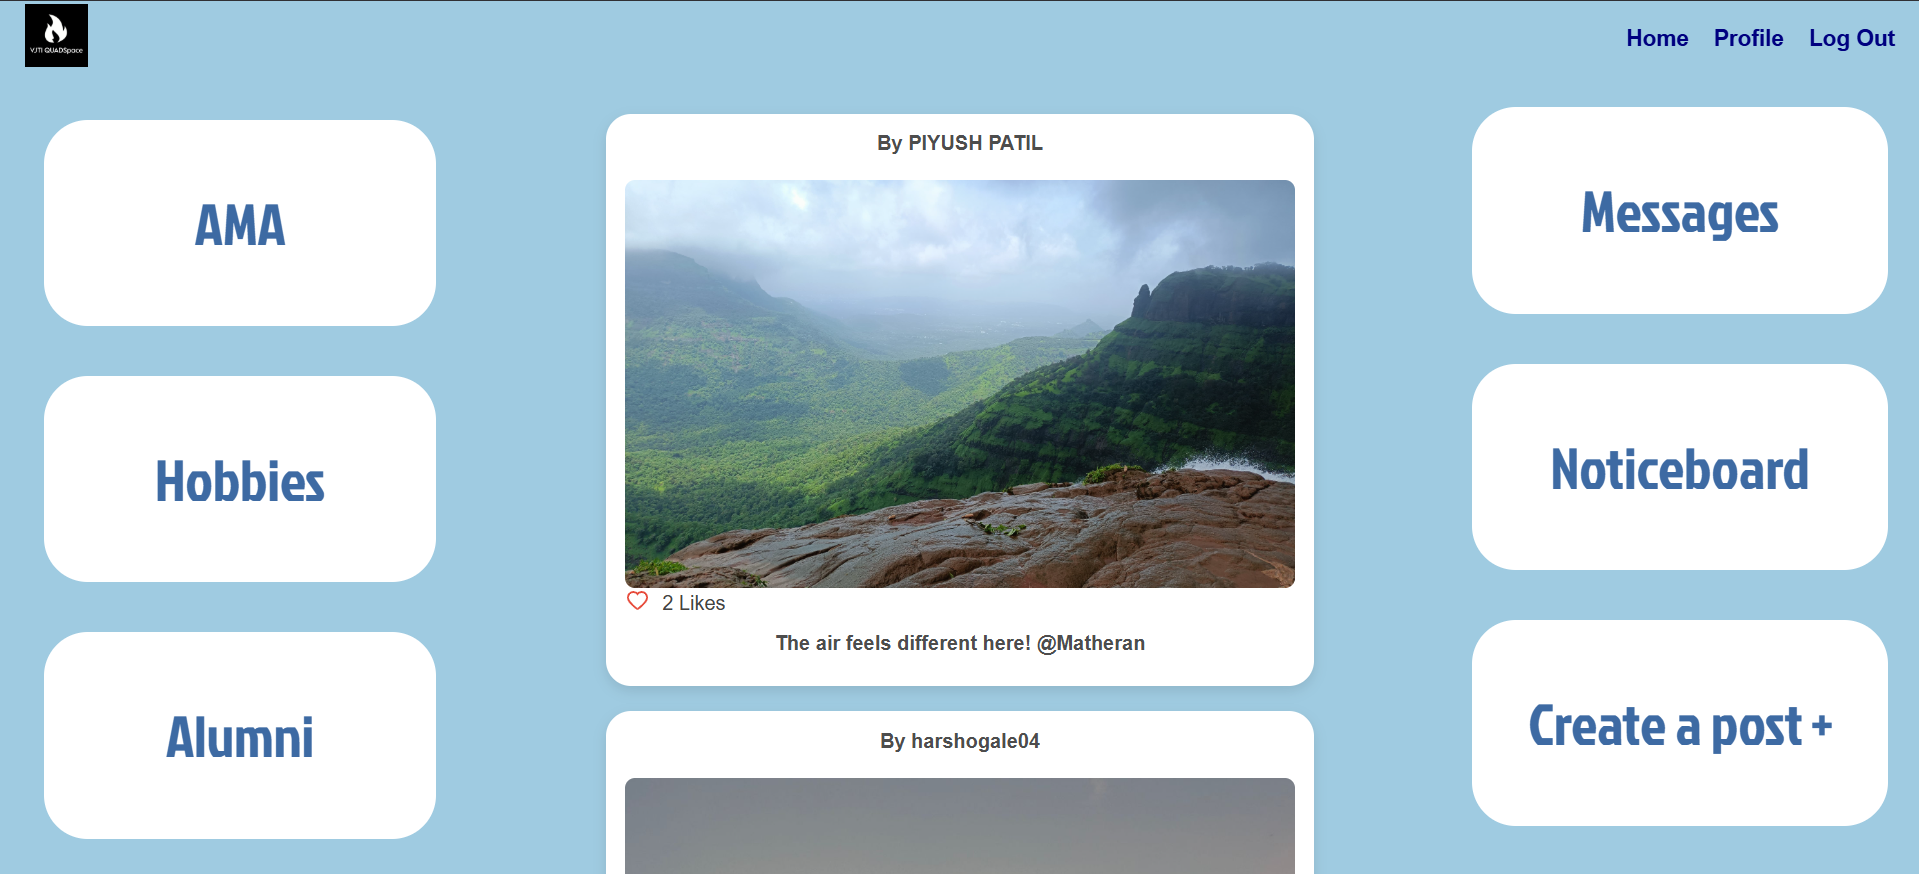 VJTI QUADSpace
Home
Profile
Log Out
AMA
Hobbies
Alumni
By PIYUSH PATIL
2 Likes
The air feels different here! @Matheran
By harshogale04
Messages
Noticeboard
Create a post +